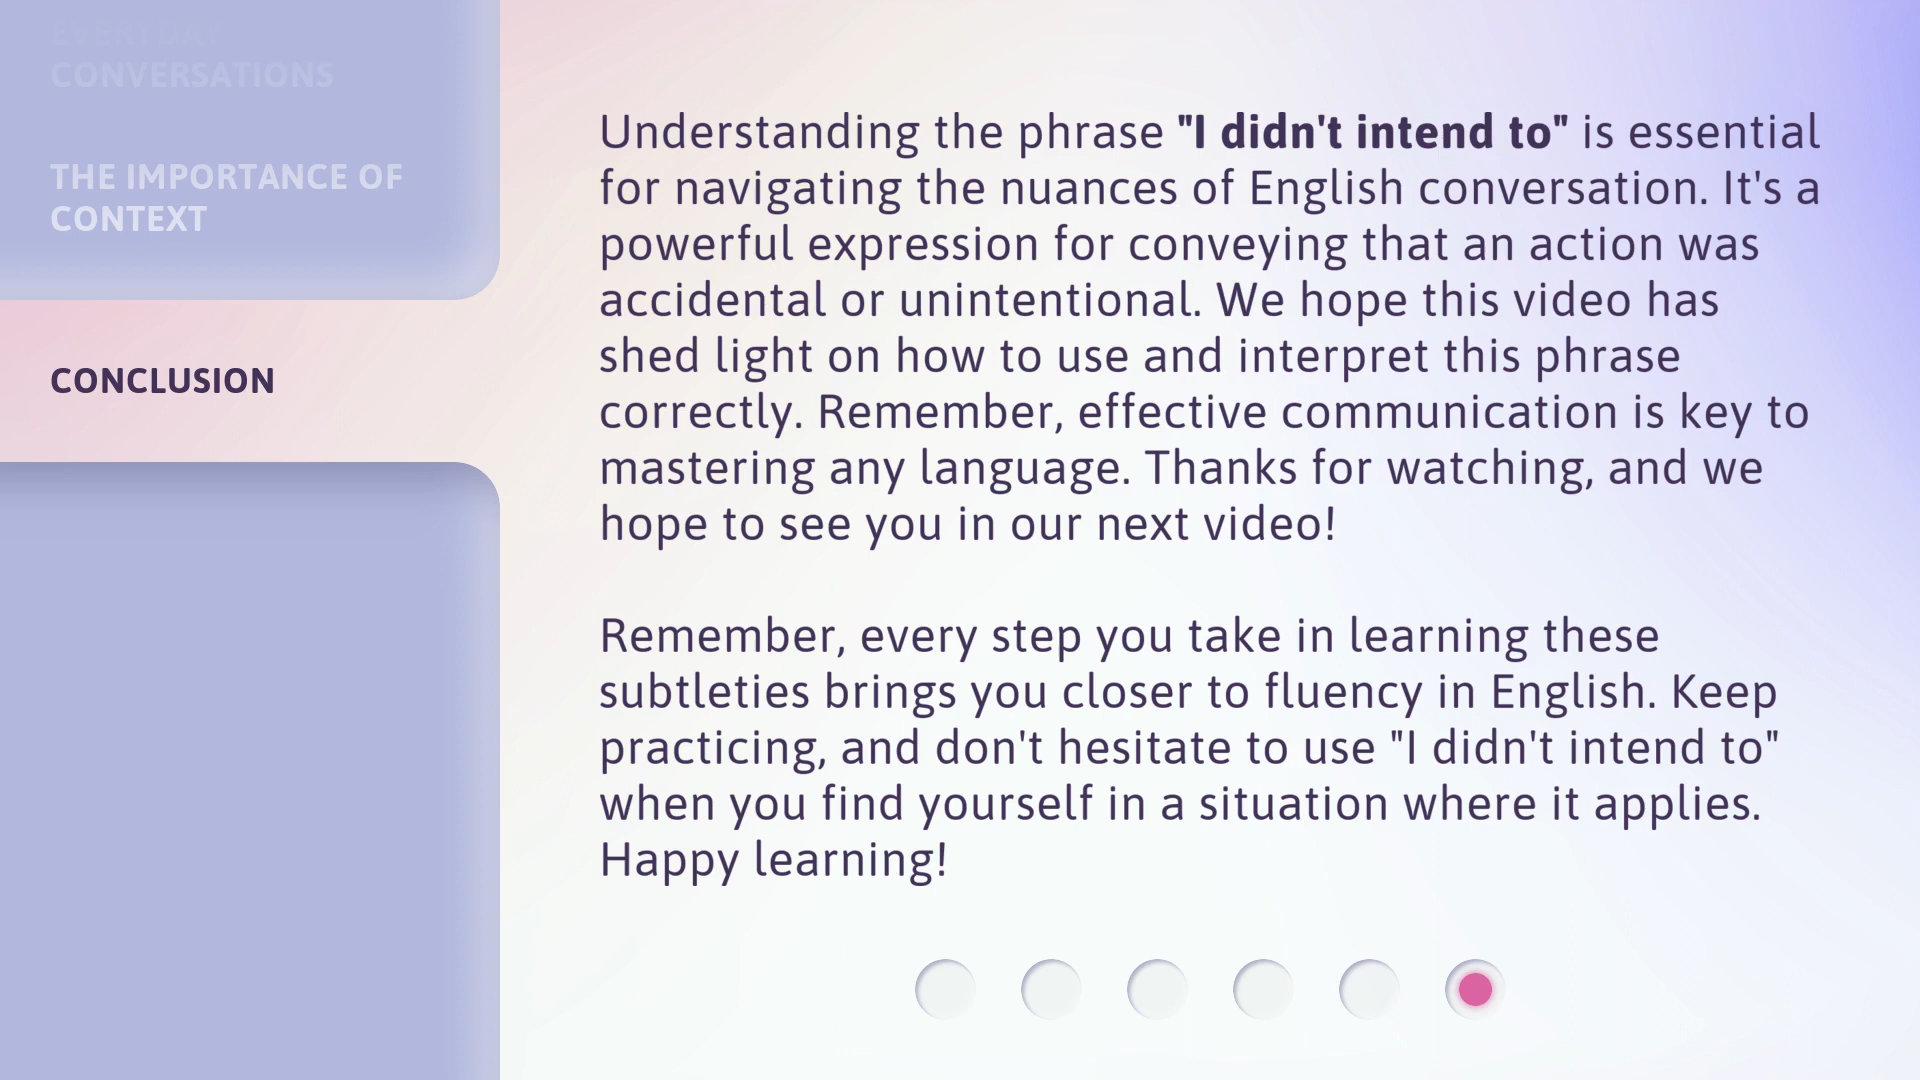 EVERYDAY
CONVERSATIONS
THE IMPORTANCE OF
CONTEXT
CONCLUSION
Understanding the phrase "I didn't intend to" is essential
for navigating the nuances of English conversation. It's a
powerful expression for conveying that an action was
accidental or unintentional. We hope this video has
shed light on how to use and interpret this phrase
correctly. Remember, effective communication is key to
mastering any language. Thanks for watching, and we
hope to see you in our next video!
Remember, every step you take in learning these
subtleties brings you closer to fluency in English. Keep
practicing, and don't hesitate to use "I didn't intend to"
when you find yourself in a situation where it applies.
Happy learning!